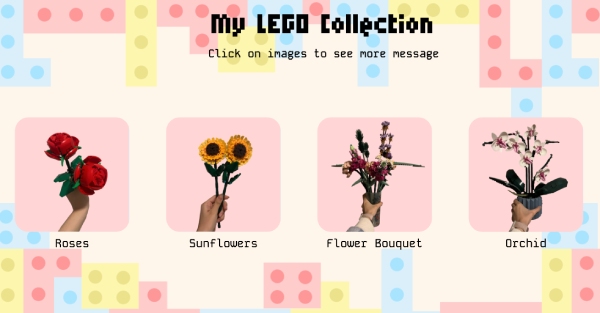 My LEGO Collection
Click on images to see more message
Roses
Sunflowers
Flower Bouquet
Orchid